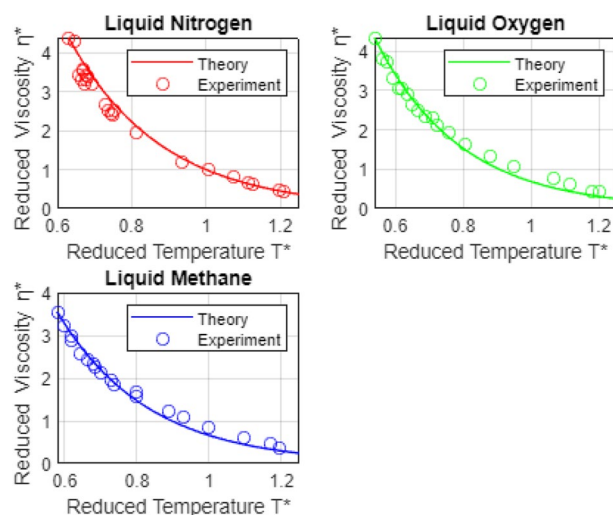 Liquid Nitrogen
Reduced Viscosity η*
4
3
2
1
0
Theory
Experiment
0.6
0.8
1
1.2
Reduced Temperature T*
Liquid Oxygen
Reduced Viscosity η*
4
3
2
1
0
Theory
Experiment
0.6
0.8
1
1.2
Reduced Temperature T*
Liquid Methane
Reduced Viscosity η*
4
3
2
1
0
Theory
Experiment
0.6
0.8
1
1.2
Reduced Temperature T*